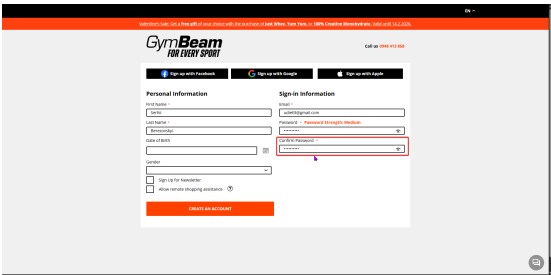 EN
Valentine's Sale: Get a free gift of your choice with the purchase of Just Whey, Yum Yum, or 100% Creatine Monohydrate. Valid until 14.2.2026.
GymBeam
FOR EVERY SPORT
Call us 0948 412 859
Sign up with Facebook
Sign up with Google
Sign up with Apple
Personal Information
First Name *
Serhii
Last Name *
Date of Birth
Gender
Sign Up for Newsletter
Allow remote shopping assistance
CREATE AN ACCOUNT
Sign-in Information
Email *
Password * Password Strength: Medium
Confirm Password *